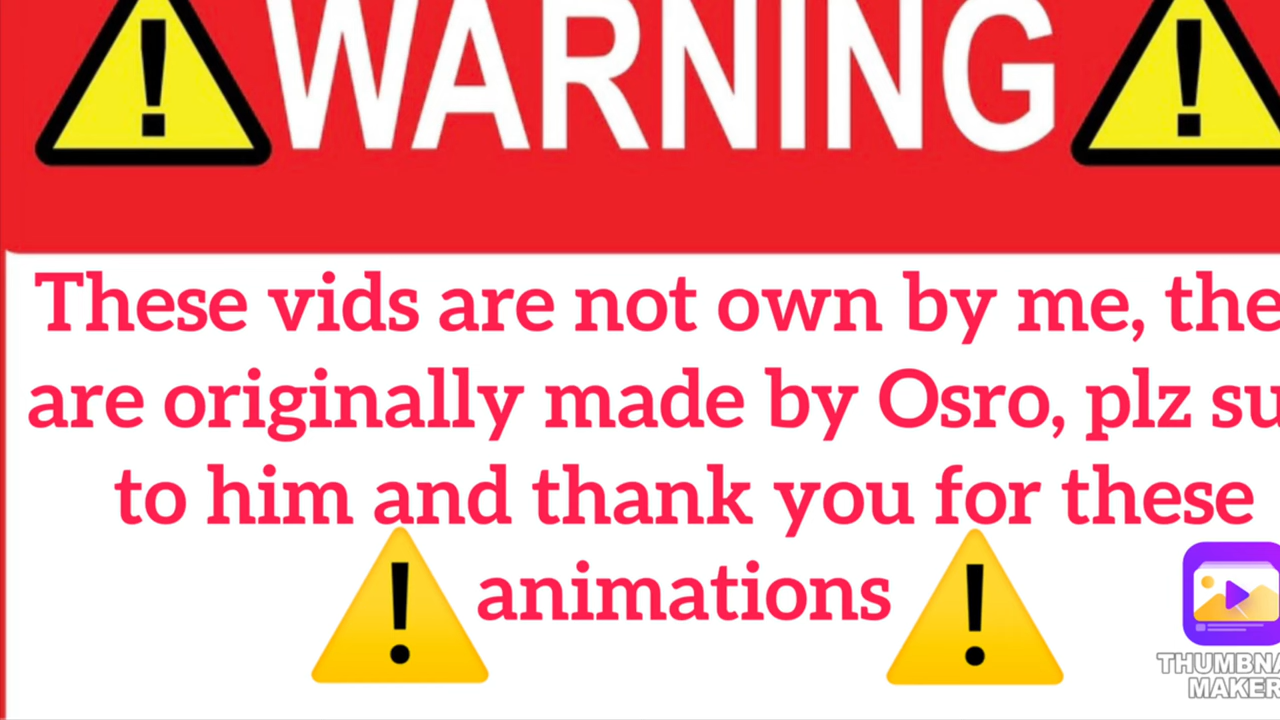 WARNING
These vids are not own by me, the
are originally made by Osro, plz su
to him and thank you for these
animations
THUMBNA
MAKER